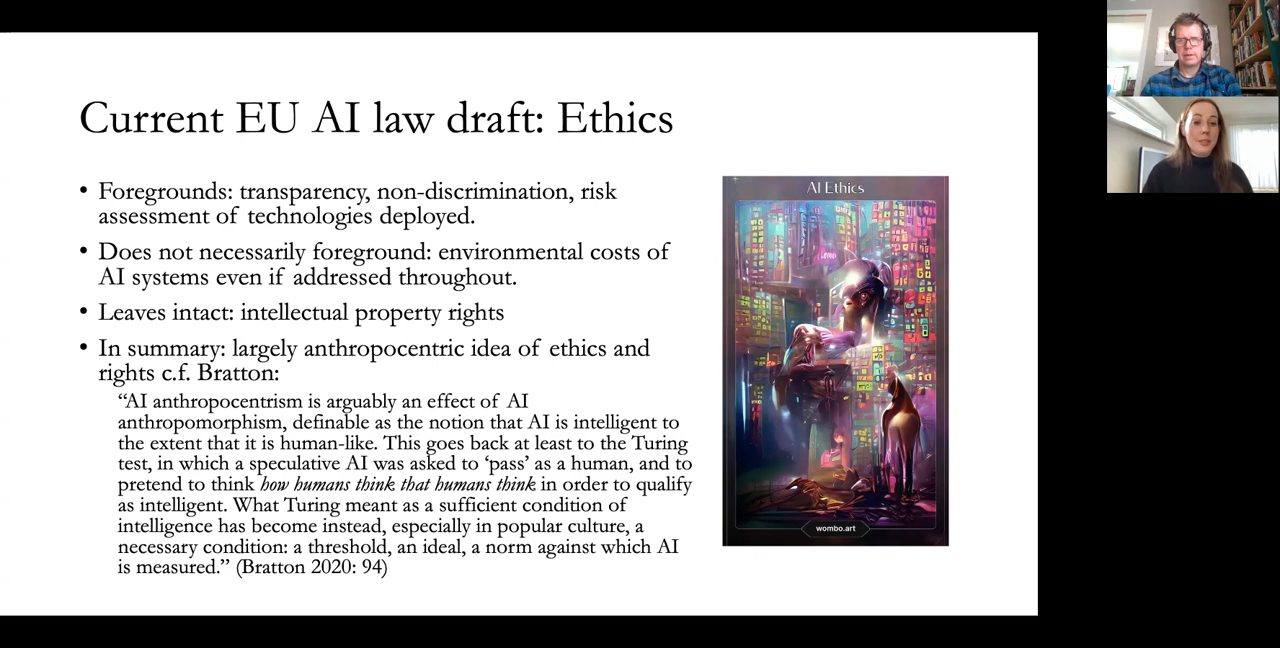 Current EU AI law draft: Ethics
• Foregrounds: transparency, non-discrimination, risk
assessment of technologies deployed.
• Does not necessarily foreground: environmental costs of
AI systems even if addressed throughout.
• Leaves intact: intellectual property rights
• In summary: largely anthropocentric idea of ethics and
rights c.f. Bratton:
“AI anthropocentrism is arguably an effect of AI
anthropomorphism, definable as the notion that AI is intelligent to
the extent that it is human-like. This goes back at least to the Turing
test, in which a speculative AI was asked to ‘pass’ as a human, and to
pretend to think how humans think that humans think in order to qualify
as intelligent. What Turing meant as a sufficient condition of
intelligence has become instead, especially in popular culture, a
necessary condition: a threshold, an ideal, a norm against which AI
is measured.” (Bratton 2020: 94)
AI Ethics
wombo.art